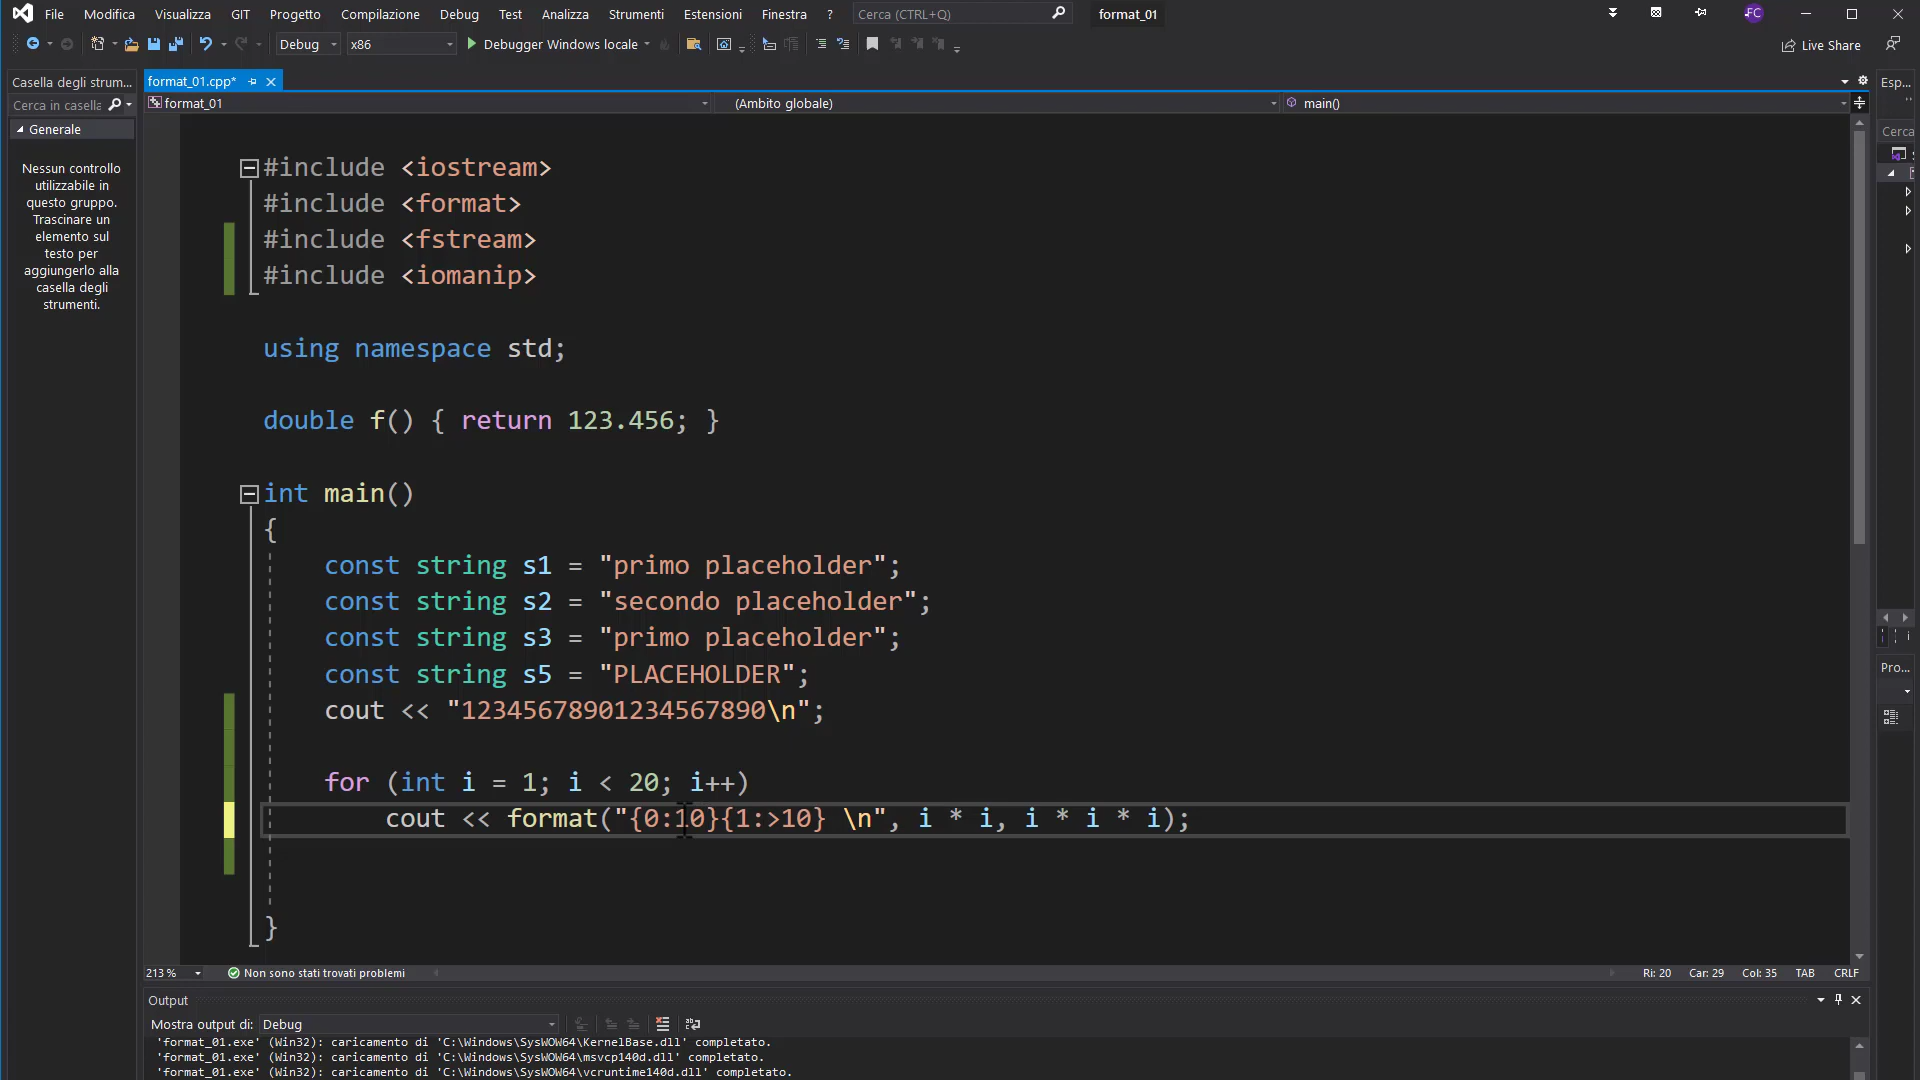 File Modifica Visualizza GIT Progetto Compilazione Debug Test Analizza Strumenti Estensioni Finestra ? Cerca (CTRL+Q) format_01 FC
Debug x86 Debugger Windows locale Live Share
Casella degli strum...
Cerca in casella
Generale
Nessun controllo
utilizzabile in
questo gruppo.
Trascinare un
elemento sul
testo per
aggiungerlo alla
casella degli
strumenti.
format_01.cpp*
format_01 (Ambito globale) main()
#include <iostream>
#include <format>
#include <fstream>
#include <iomanip>
using namespace std;
double f() { return 123.456; }
int main()
{
const string s1 = "primo placeholder";
const string s2 = "secondo placeholder";
const string s3 = "primo placeholder";
const string s5 = "PLACEHOLDER";
cout << "12345678901234567890\n";
for (int i = 1; i < 20; i++)
cout << format("{0:10}{1:>10} \n", i * i, i * i * i);
}
213 % Non sono stati trovati problemi Ri: 20 Car: 29 Col: 35 TAB CRLF
Output
Mostra output di: Debug
'format_01.exe' (Win32): caricamento di 'C:\Windows\SysWOW64\KernelBase.dll' completato.
'format_01.exe' (Win32): caricamento di 'C:\Windows\SysWOW64\msvcp140d.dll' completato.
'format_01.exe' (Win32): caricamento di 'C:\Windows\SysWOW64\vcruntime140d.dll' completato.
Esp...
Cerca
Pro...